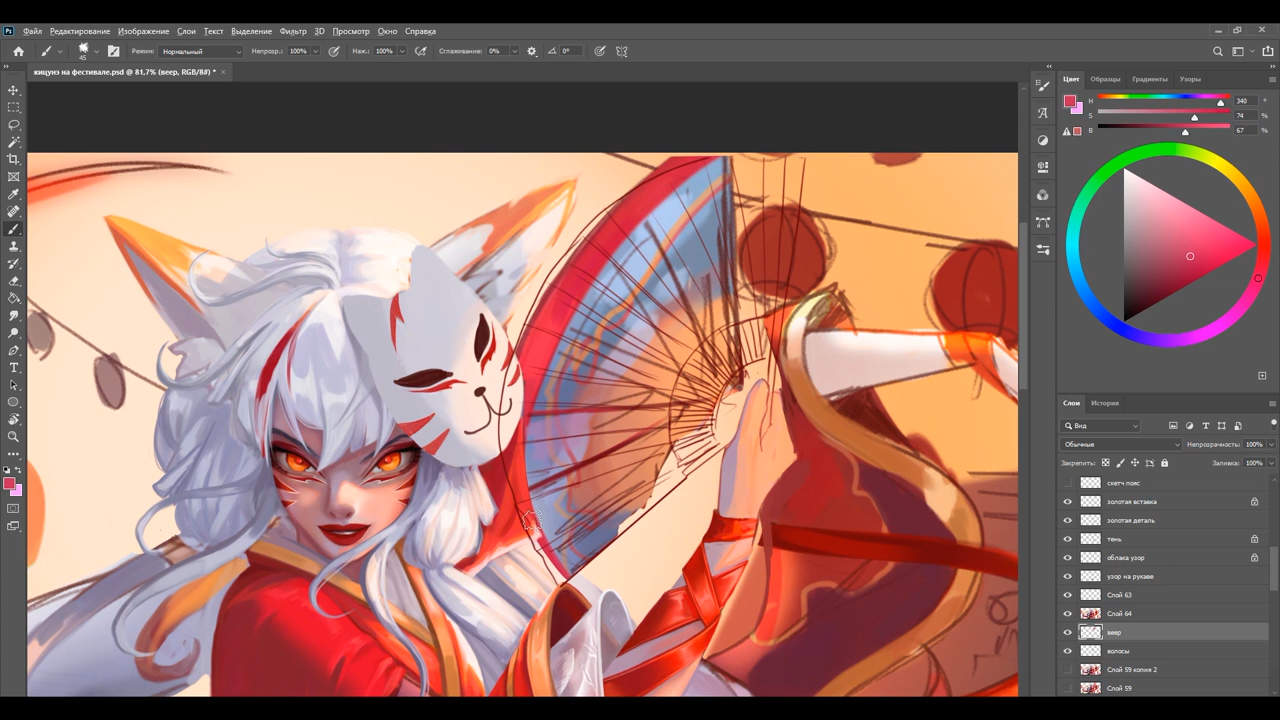 Ps Файл Редактирование Изображение Слои Текст Выделение Фильтр 3D Просмотр Окно Справка
45 Режим: Нормальный Непрозр.: 100% Наж.: 100% Сглаживание: 0% 0°
кицунэ на фестивале.psd @ 81,7% (веер, RGB/8#) * ×
Цвет Образцы Градиенты Узоры
H 340 °
S 74 %
B 67 %
Слои История
Вид
Обычные Непрозрачность: 100%
Закрепить: Заливка: 100%
скетч пояс
золотая вставка
золотая деталь
тень
облака узор
узор на рукаве
Слой 63
Слой 64
веер
волосы
Слой 59 копия 2
Слой 59